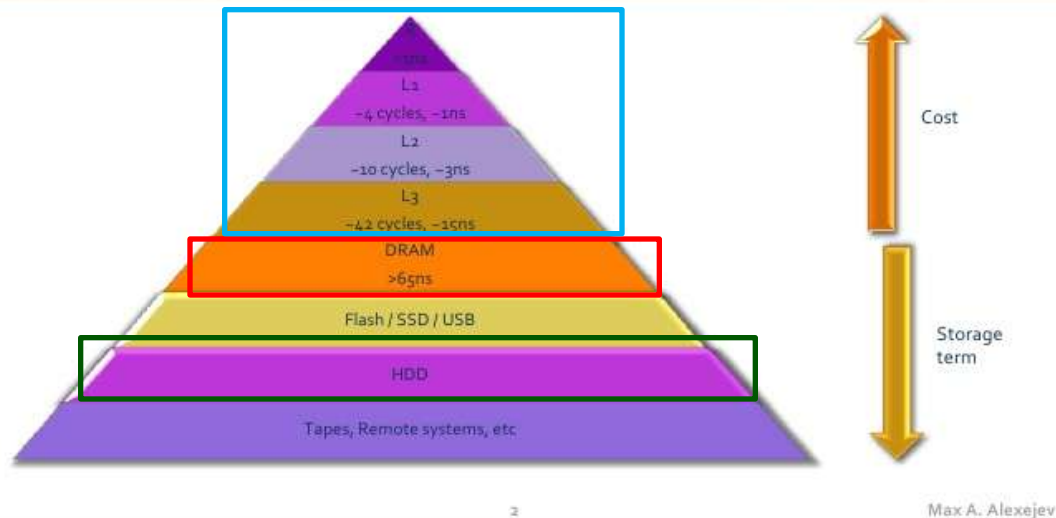 L1
~4 cycles, ~1ns
L2
~10 cycles, ~3ns
L3
~42 cycles, ~15ns
DRAM
>65ns
Flash / SSD / USB
HDD
Tapes, Remote systems, etc
Cost
Storage
term
2
Max A. Alexejev